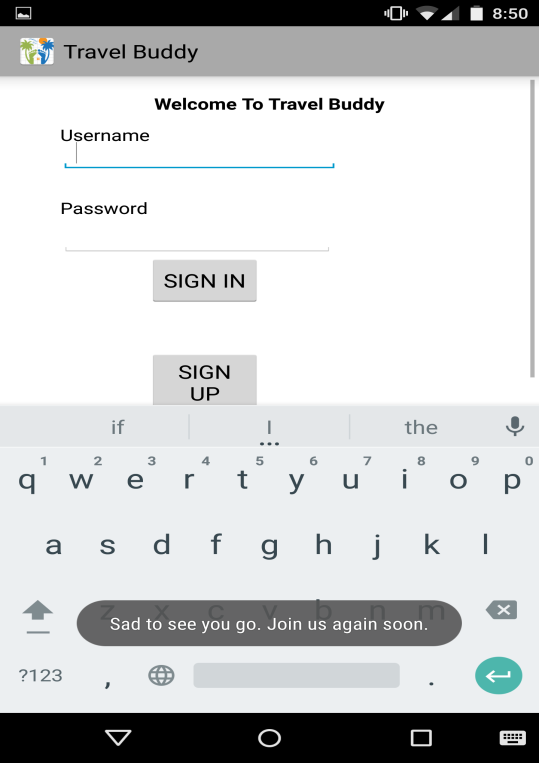 8:50
Travel Buddy
Welcome To Travel Buddy
Username
Password
SIGN IN
SIGN
UP
if I the
1 2 3 4 5 6 7 8 9 0
q w e r t y u i o p
a s d f g h j k l
z x c v b n m
Sad to see you go. Join us again soon.
?123 , .